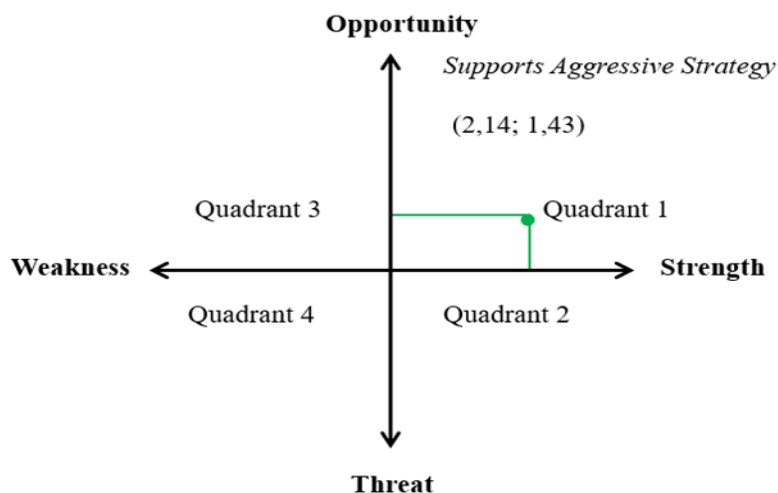 Opportunity
Supports Aggressive Strategy
(2,14; 1,43)
Quadrant 3
Quadrant 1
Weakness
Strength
Quadrant 4
Quadrant 2
Threat